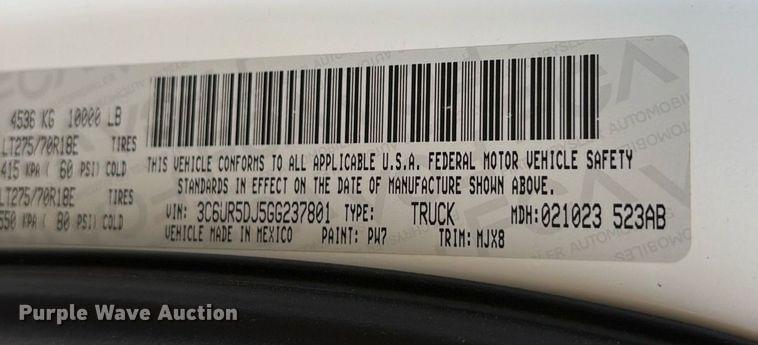 4536 KG 10000 LB
LT275/70R18E TIRES
415 KPA ( 60 PSI) COLD
LT275/70R18E TIRES
550 KPA ( 80 PSI) COLD
THIS VEHICLE CONFORMS TO ALL APPLICABLE U.S.A. FEDERAL MOTOR VEHICLE SAFETY
STANDARDS IN EFFECT ON THE DATE OF MANUFACTURE SHOWN ABOVE.
VIN: 3C6UR5DJ5GG237801 TYPE: TRUCK MDH: 021023 523AB
VEHICLE MADE IN MEXICO PAINT: PW7 TRIM: MJX8
Purple Wave Auction